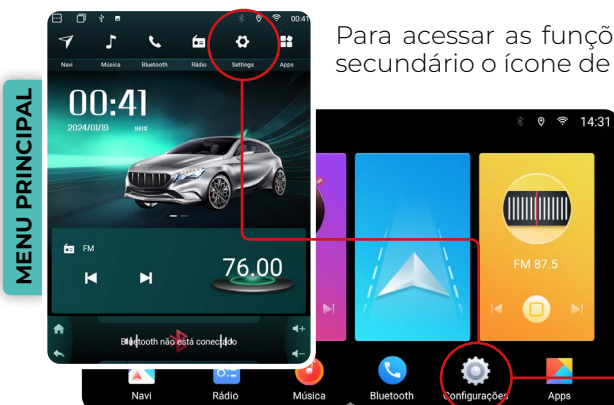 MENU PRINCIPAL
00:41
Navi
Música
Bluetooth
Rádio
Settings
Apps
00:41
2024/01/19 sex
FM
76.00
Bluetooth não está conectado
Para acessar as funçõ
secundário o ícone de
14:31
FM 87.5
Navi
Rádio
Música
Bluetooth
Configurações
Apps